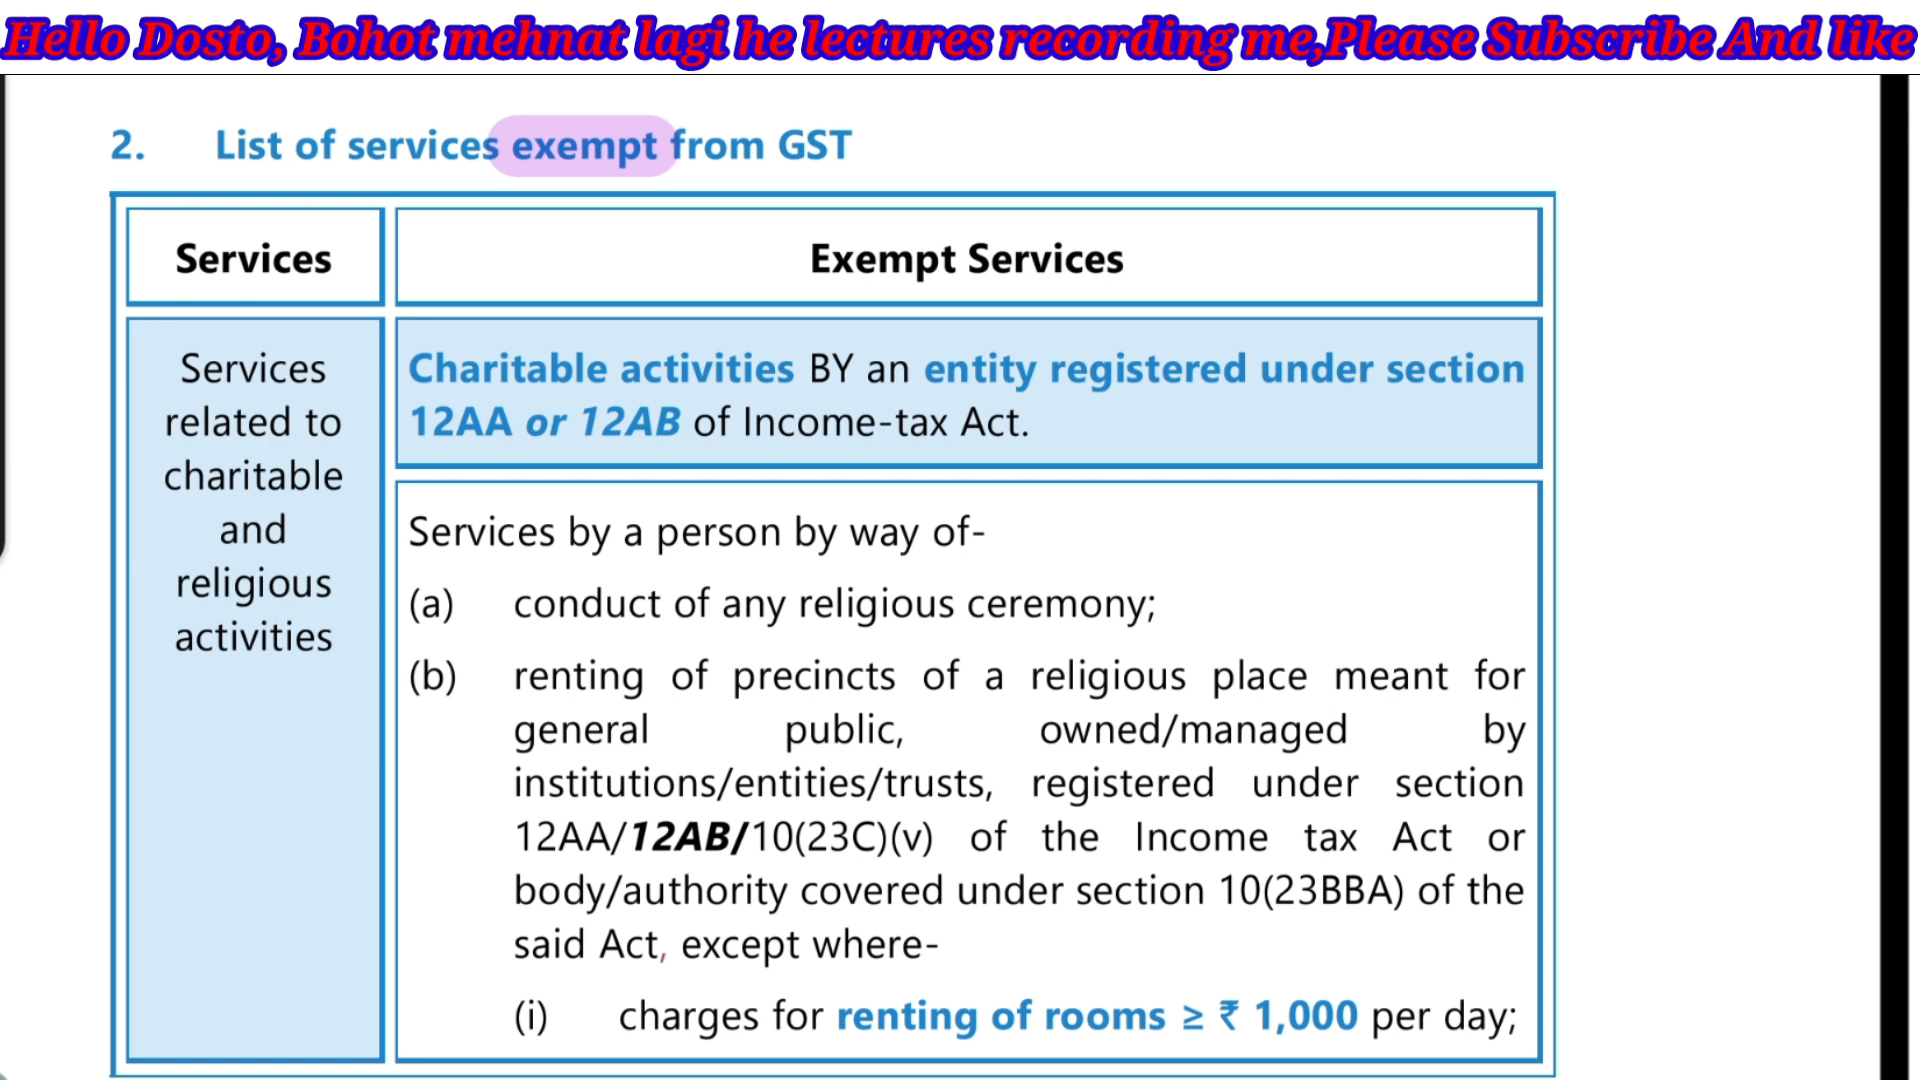 Hello Dosto, Bohot mehnat lagi he lectures recording me,Please Subscribe And like
2. List of services exempt from GST
Services
Exempt Services
Services
related to
charitable
and
religious
activities
Charitable activities BY an entity registered under section
12AA or 12AB of Income-tax Act.
Services by a person by way of-
(a) conduct of any religious ceremony;
(b) renting of precincts of a religious place meant for
general public, owned/managed by
institutions/entities/trusts, registered under section
12AA/12AB/10(23C)(v) of the Income tax Act or
body/authority covered under section 10(23BBA) of the
said Act, except where-
(i) charges for renting of rooms ≥ ₹ 1,000 per day;